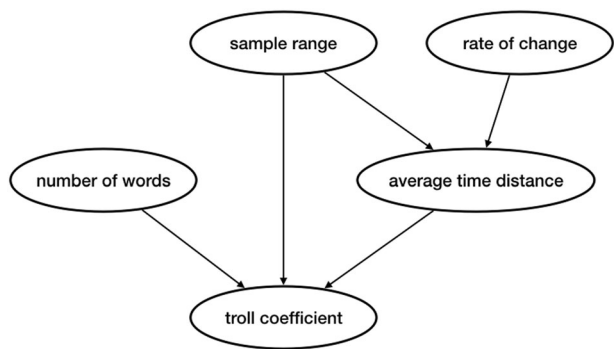 sample range
rate of change
number of words
average time distance
troll coefficient